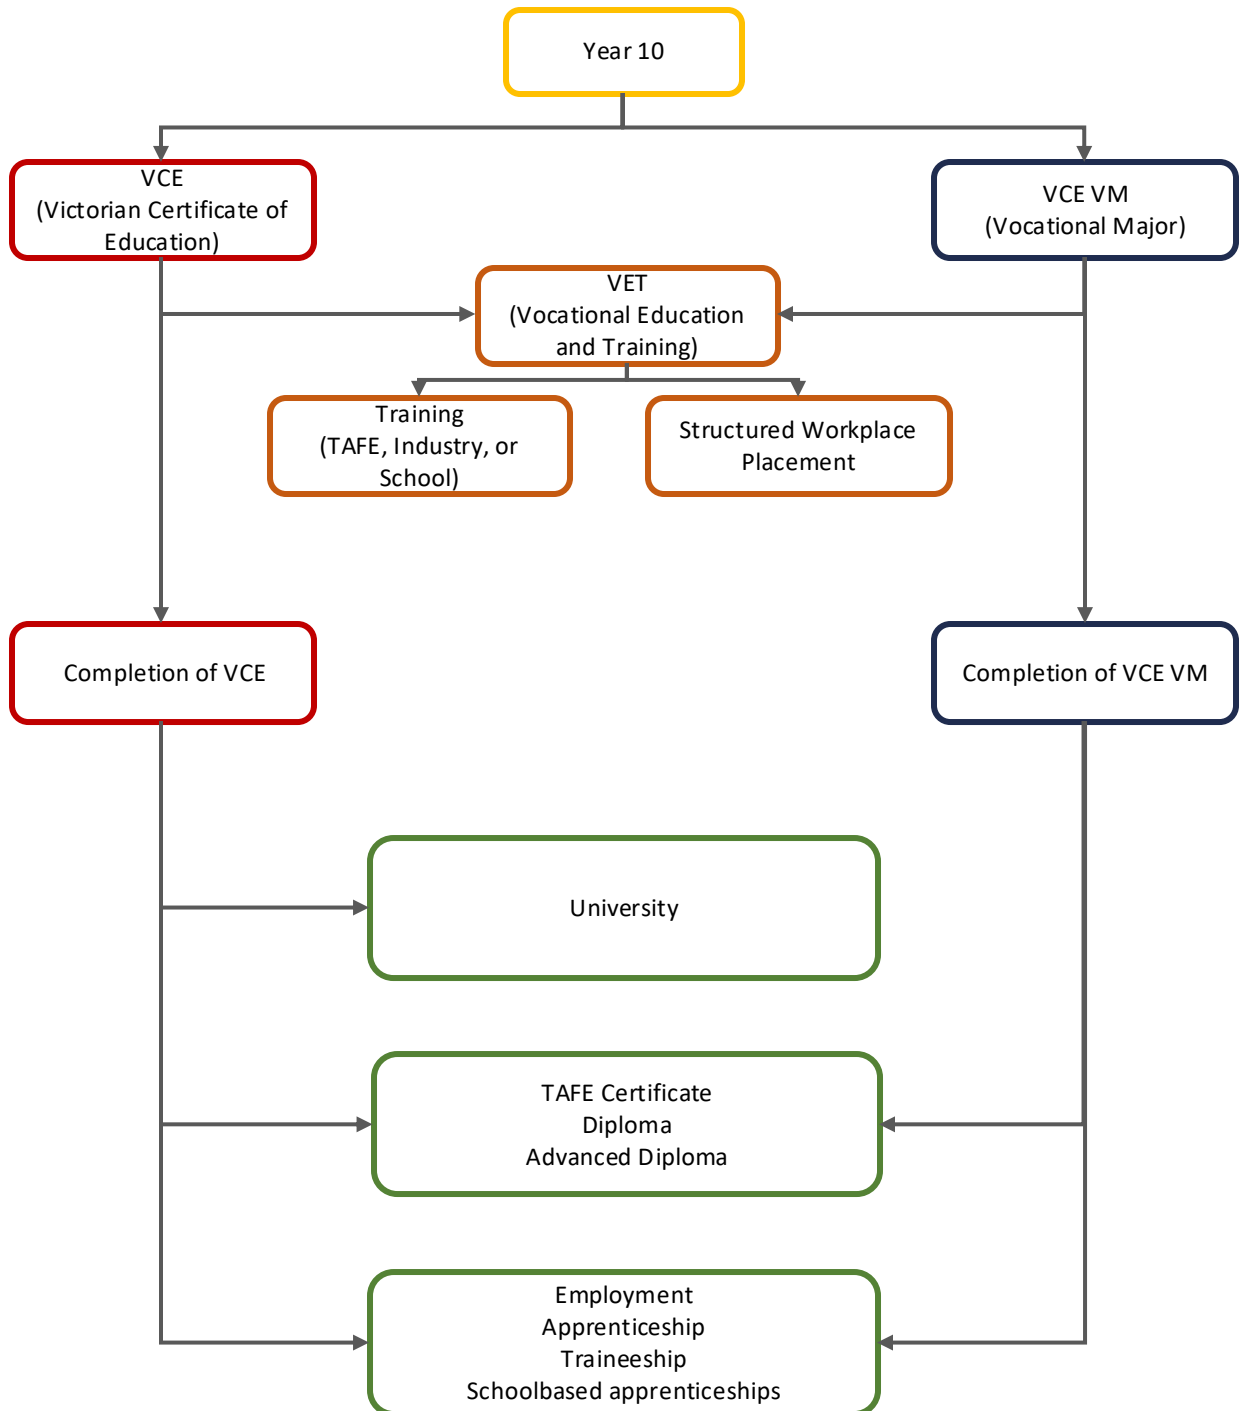 Year 10
VCE
(Victorian Certificate of
Education)
VCE VM
(Vocational Major)
VET
(Vocational Education
and Training)
Training
(TAFE, Industry, or
School)
Structured Workplace
Placement
Completion of VCE
Completion of VCE VM
University
TAFE Certificate
Diploma
Advanced Diploma
Employment
Apprenticeship
Traineeship
Schoolbased apprenticeships